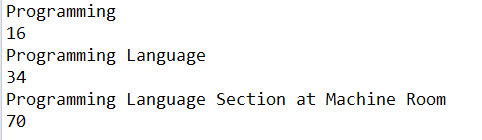 Programming
16
Programming Language
34
Programming Language Section at Machine Room
70